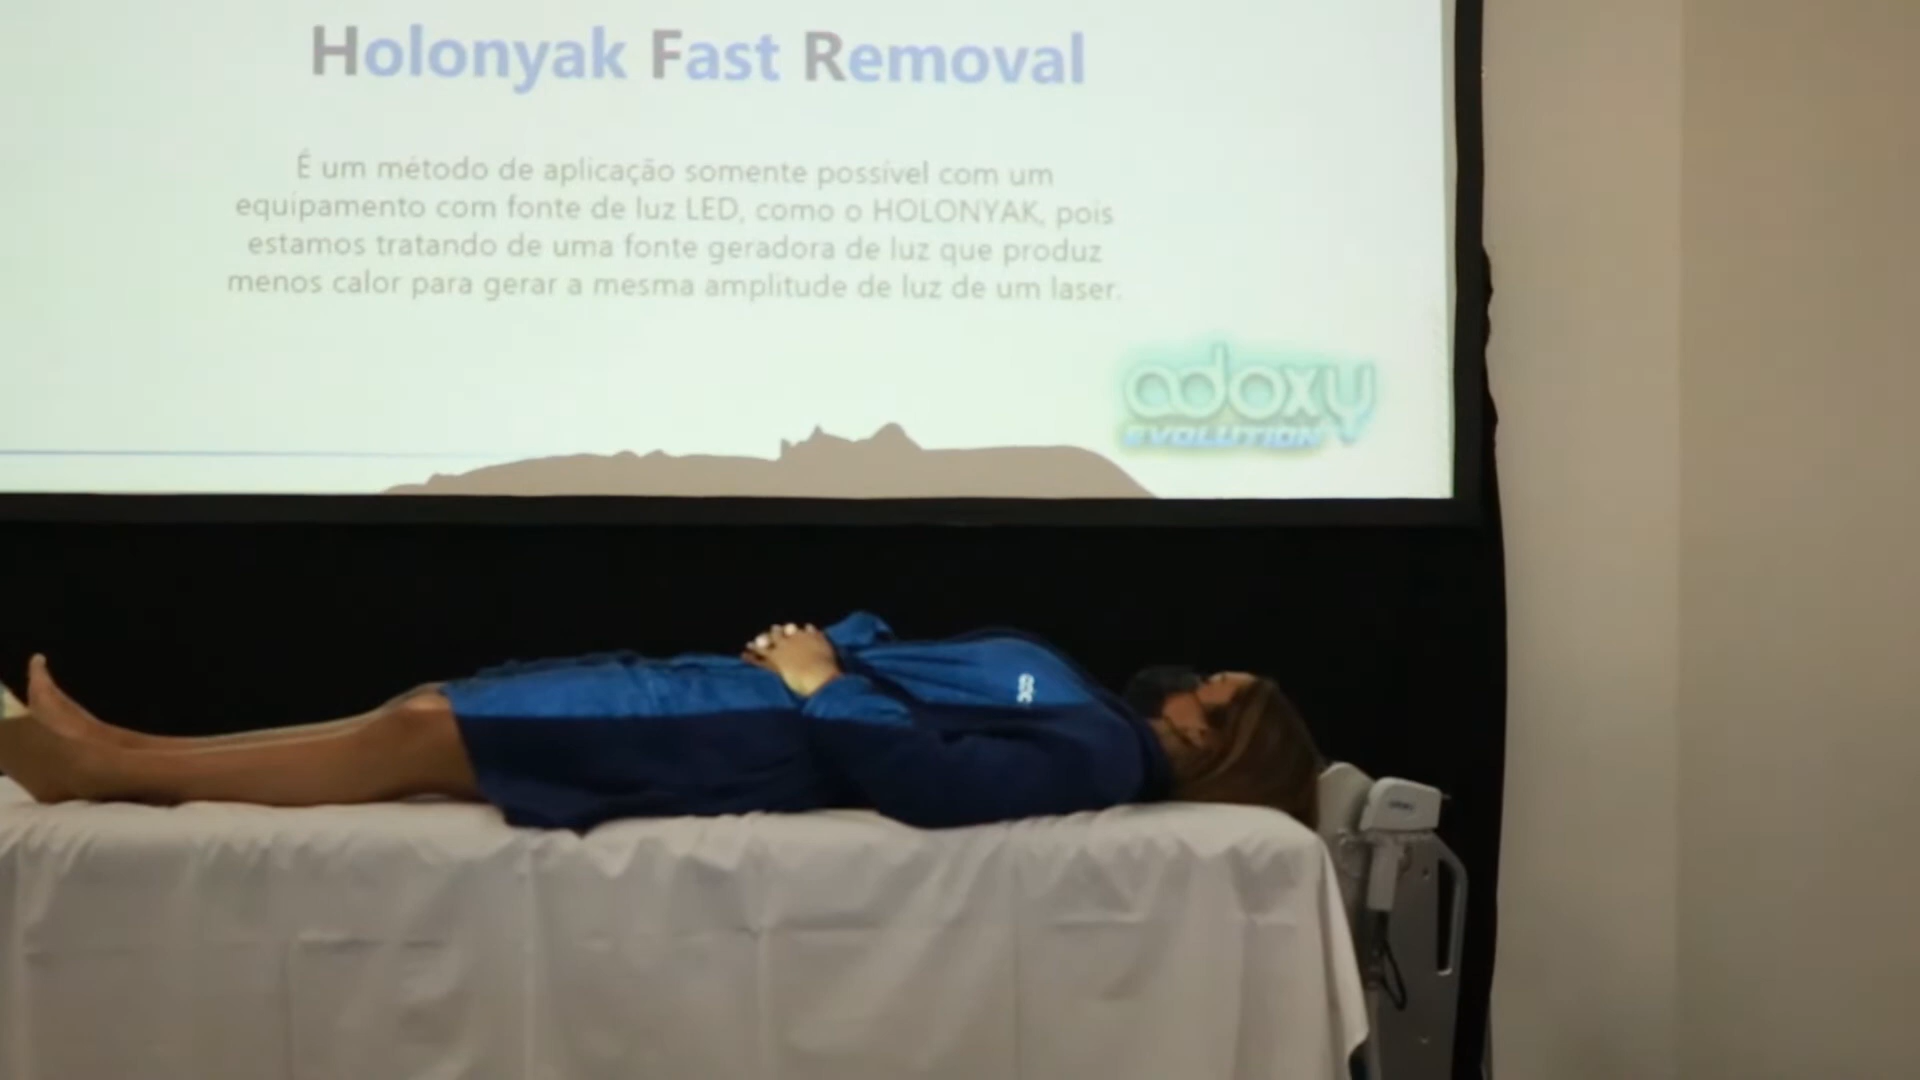 Holonyak Fast Removal
É um método de aplicação somente possível com um
equipamento com fonte de luz LED, como o HOLONYAK, pois
estamos tratando de uma fonte geradora de luz que produz
menos calor para gerar a mesma amplitude de luz de um laser.
adoxy
EVOLUTION